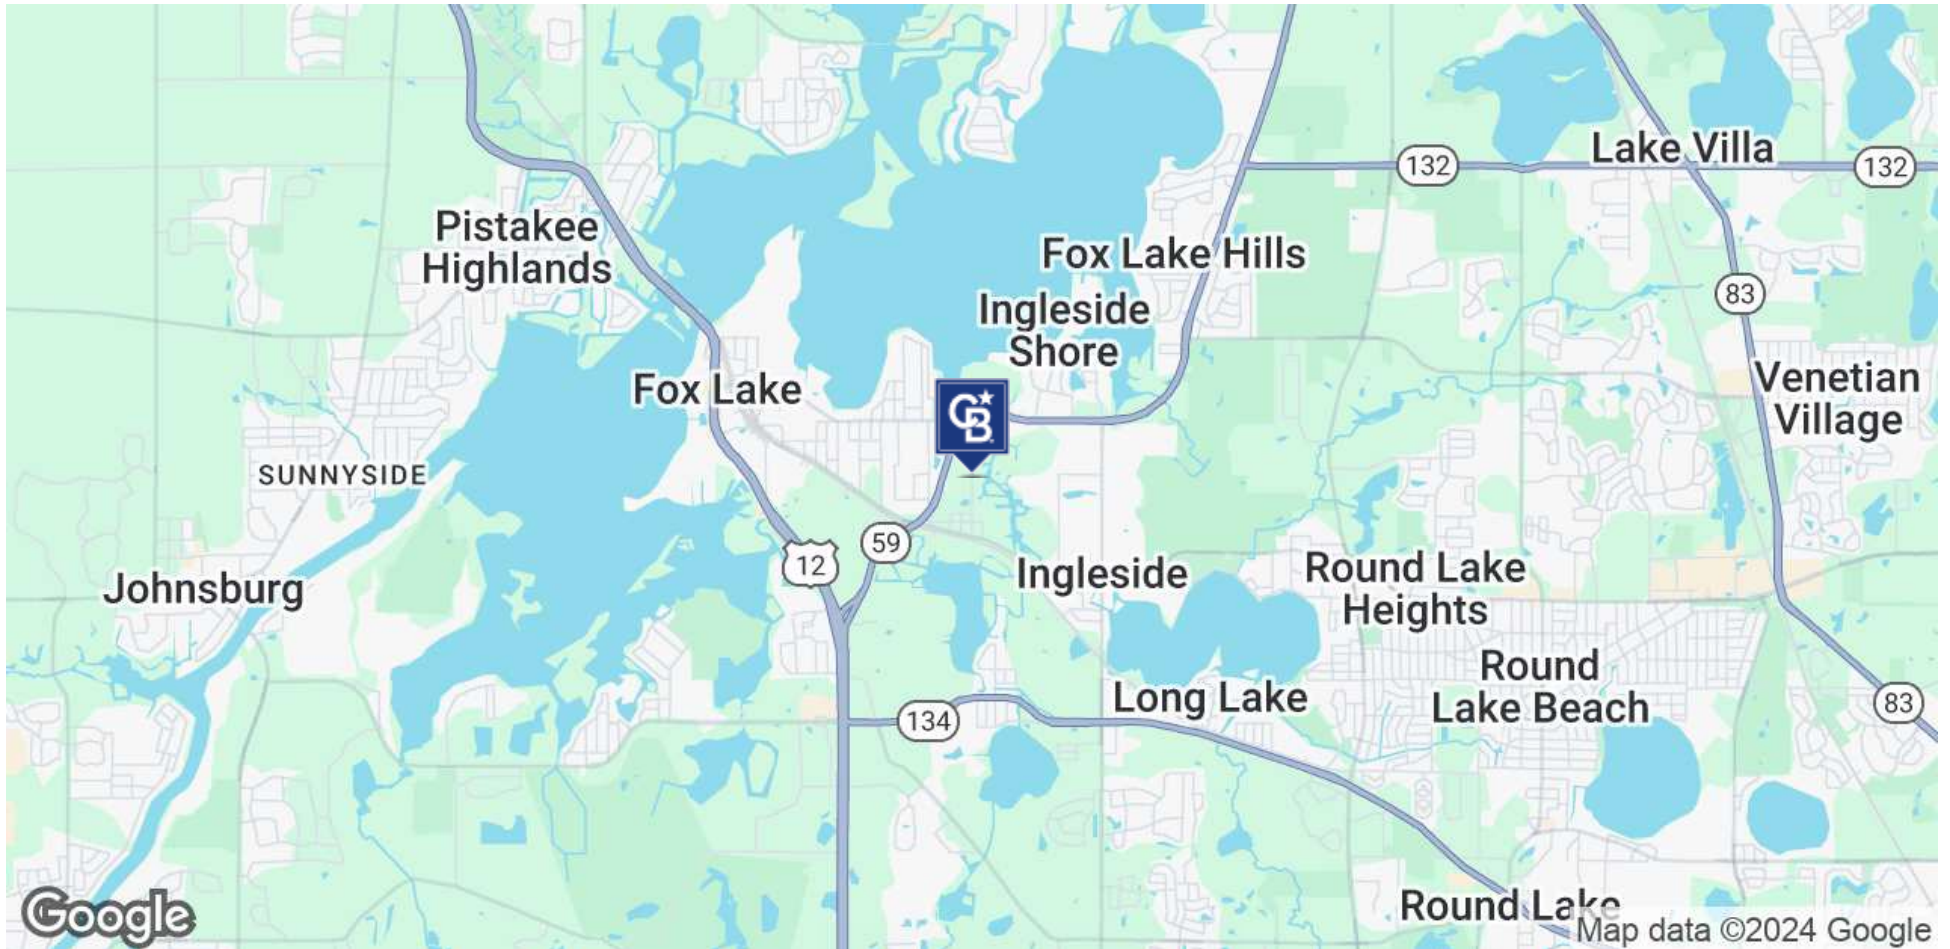 Lake Villa
132
132
Pistakee
Highlands
Fox Lake Hills
83
Ingleside
Shore
Fox Lake
CB
Venetian
Village
SUNNYSIDE
59
12
Ingleside
Round Lake
Heights
Johnsburg
Round
Lake Beach
Long Lake
134
83
Round Lake
Google
Map data ©2024 Google